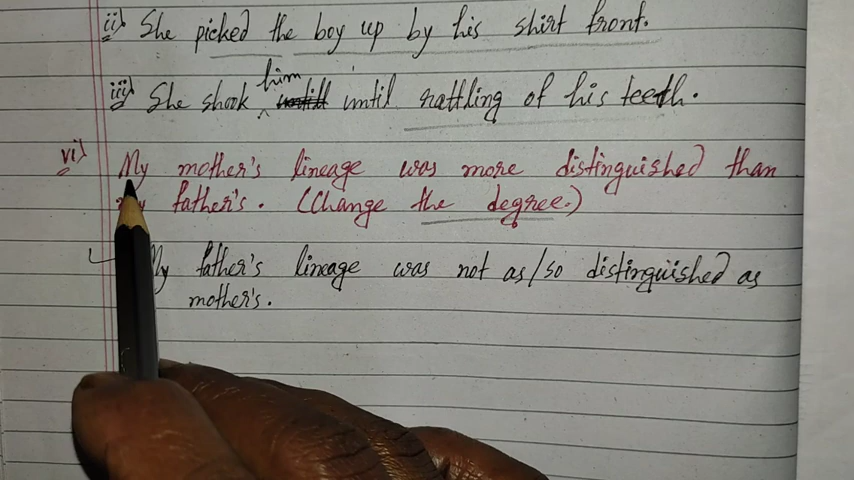 ii) She picked the boy up by his shirt front.
him
iii) She shook ^ until rattling of his teeth.
vi) My mother's lineage was more distinguished than
father's. (Change the degree.)
My father's lineage was not as/so distinguished as
mother's.